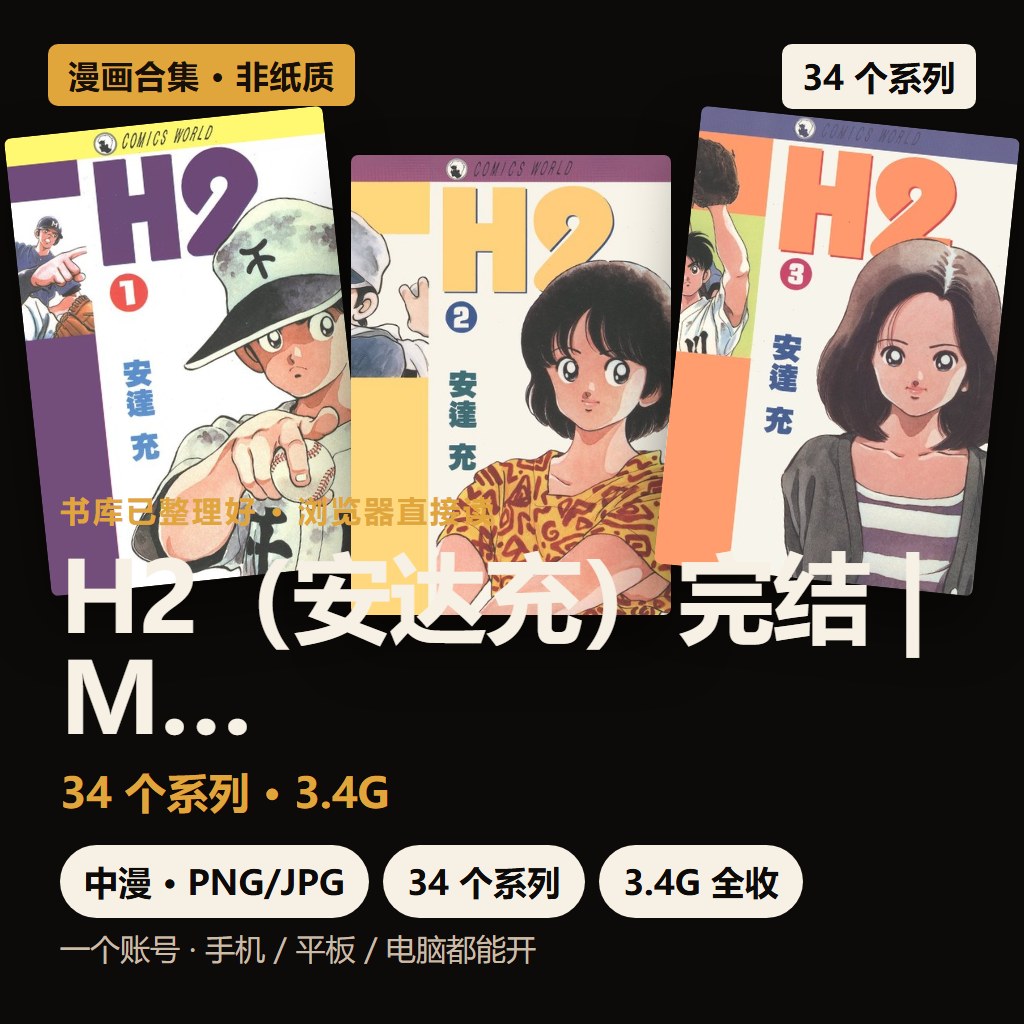 漫画合集 • 非纸质
34 个系列
COMICS WORLD
H2
1
安達 充
COMICS WORLD
H2
2
安達 充
COMICS WORLD
H2
3
安達 充
书库已整理好 • 浏览器直接读
H2（安达充）完结 |
M...
34 个系列 • 3.4G
中漫 • PNG/JPG
34 个系列
3.4G 全收
一个账号 · 手机 / 平板 / 电脑都能开